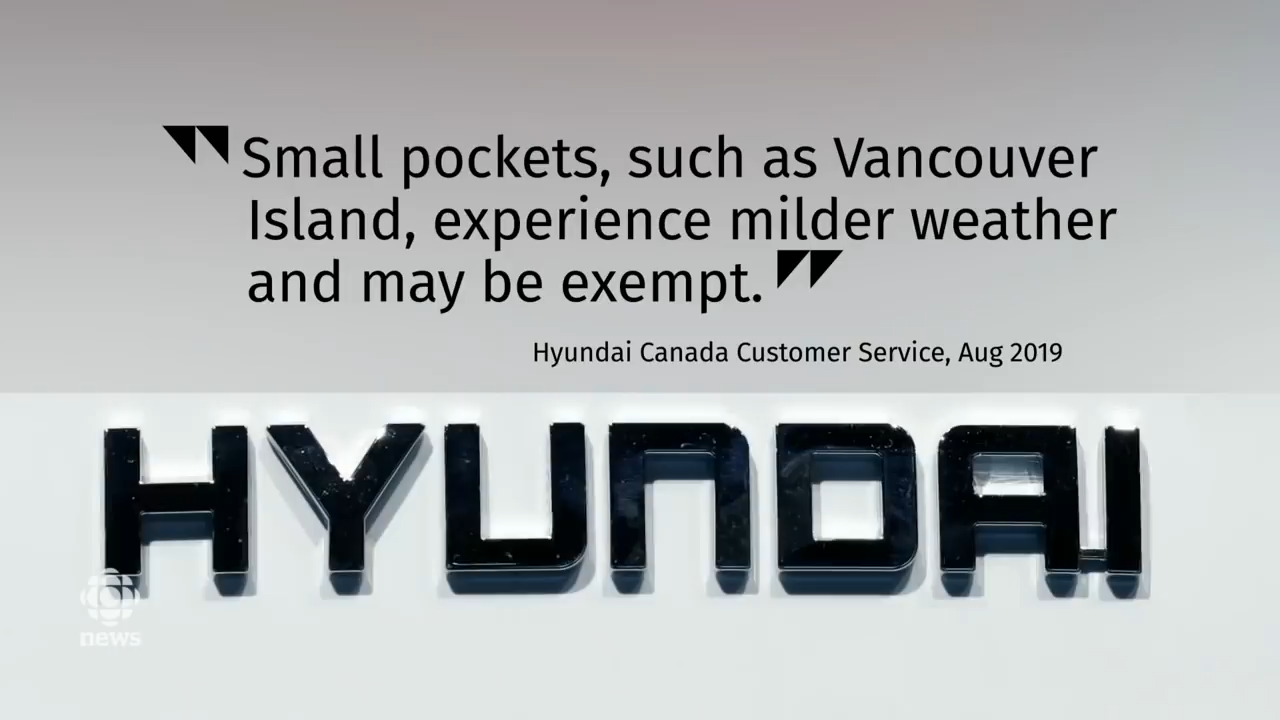 Small pockets, such as Vancouver
Island, experience milder weather
and may be exempt.
Hyundai Canada Customer Service, Aug 2019
HYUNDAI
news